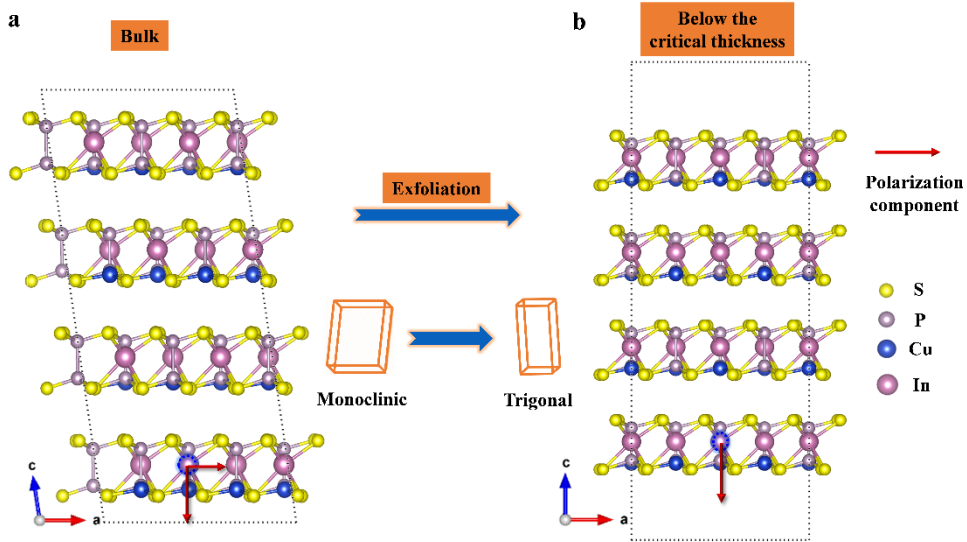 a
Bulk
b
Below the
critical thickness
Exfoliation
Polarization
component
Monoclinic
Trigonal
S
P
Cu
In
c
a
c
a